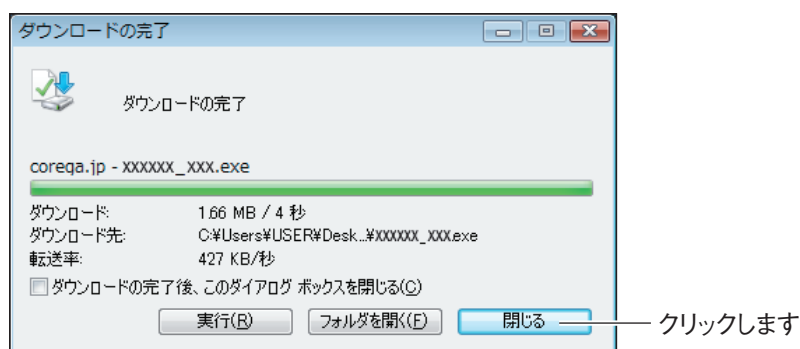 ダウンロードの完了
ダウンロードの完了
corega.jp - XXXXXX_XXX.exe
ダウンロード: 1.66 MB / 4 秒
ダウンロード先: C:¥Users¥USER¥Desk...¥XXXXXX_XXX.exe
転送率: 427 KB/秒
ダウンロードの完了後、このダイアログ ボックスを閉じる(C)
実行(R) フォルダを開く(F) 閉じる クリックします